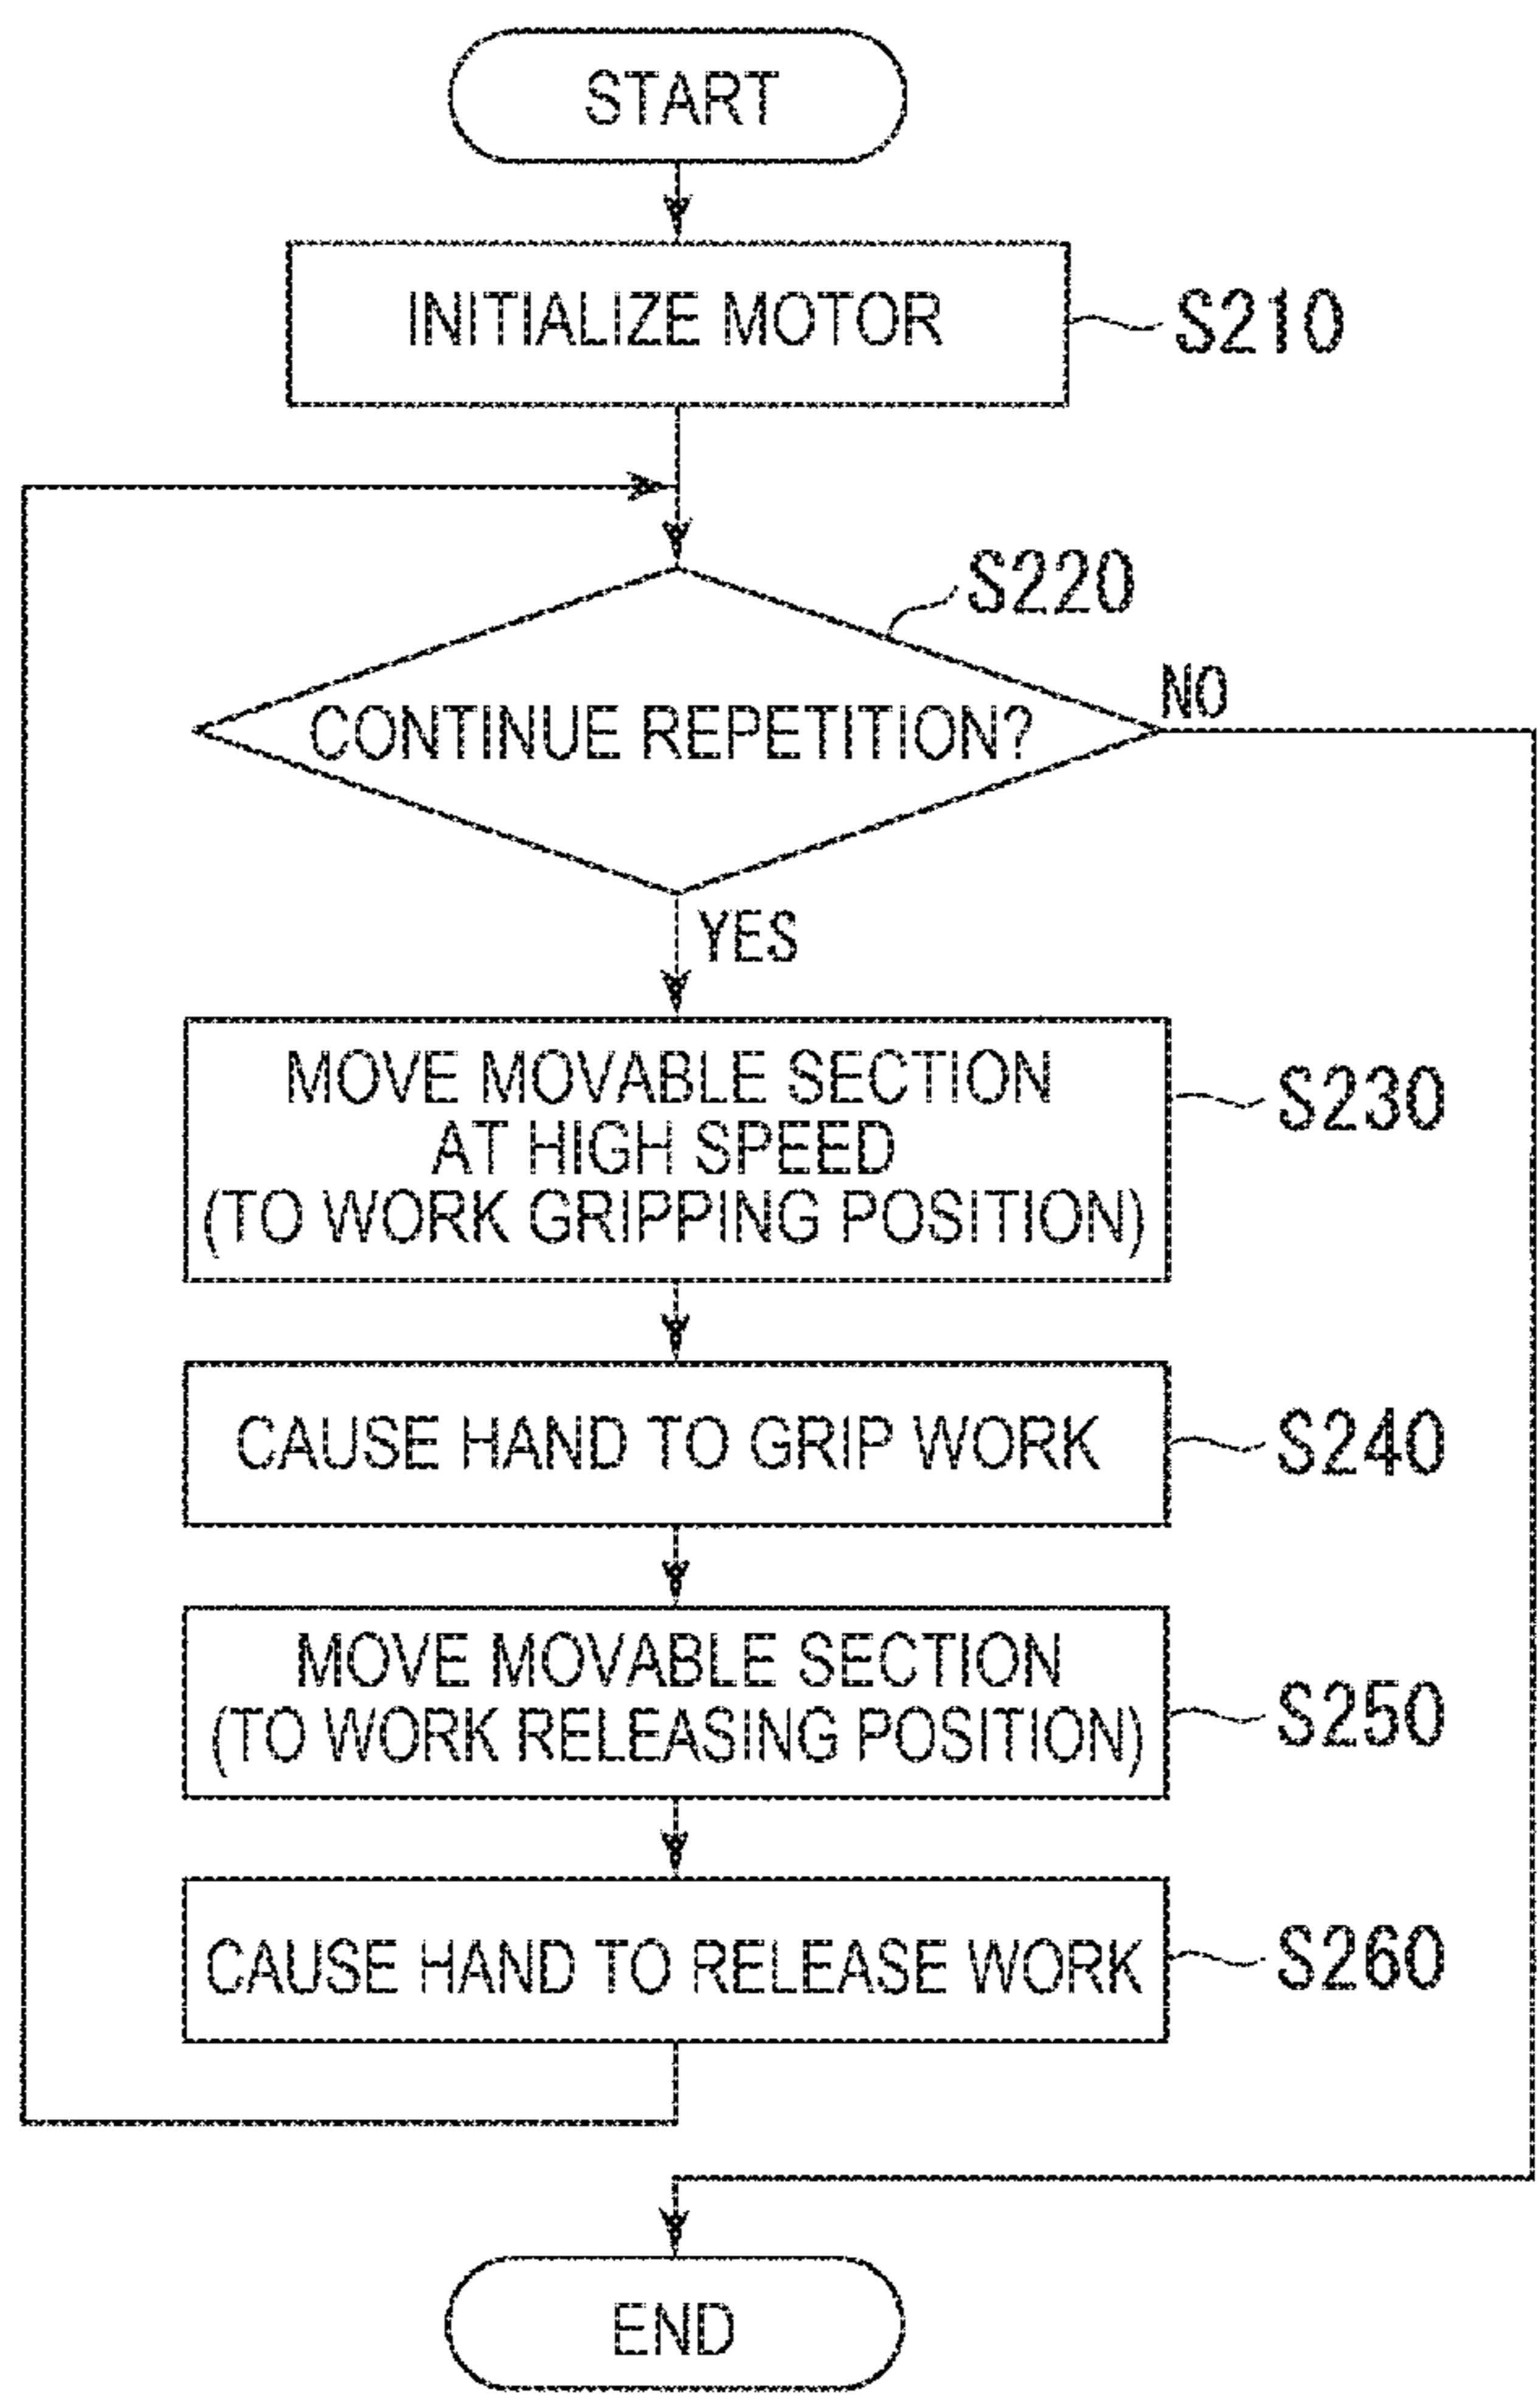 START
INITIALIZE MOTOR
S210
S220
CONTINUE REPETITION?
NO
YES
MOVE MOVABLE SECTION
AT HIGH SPEED
(TO WORK GRIPPING POSITION)
S230
CAUSE HAND TO GRIP WORK
S240
MOVE MOVABLE SECTION
(TO WORK RELEASING POSITION)
S250
CAUSE HAND TO RELEASE WORK
S260
END